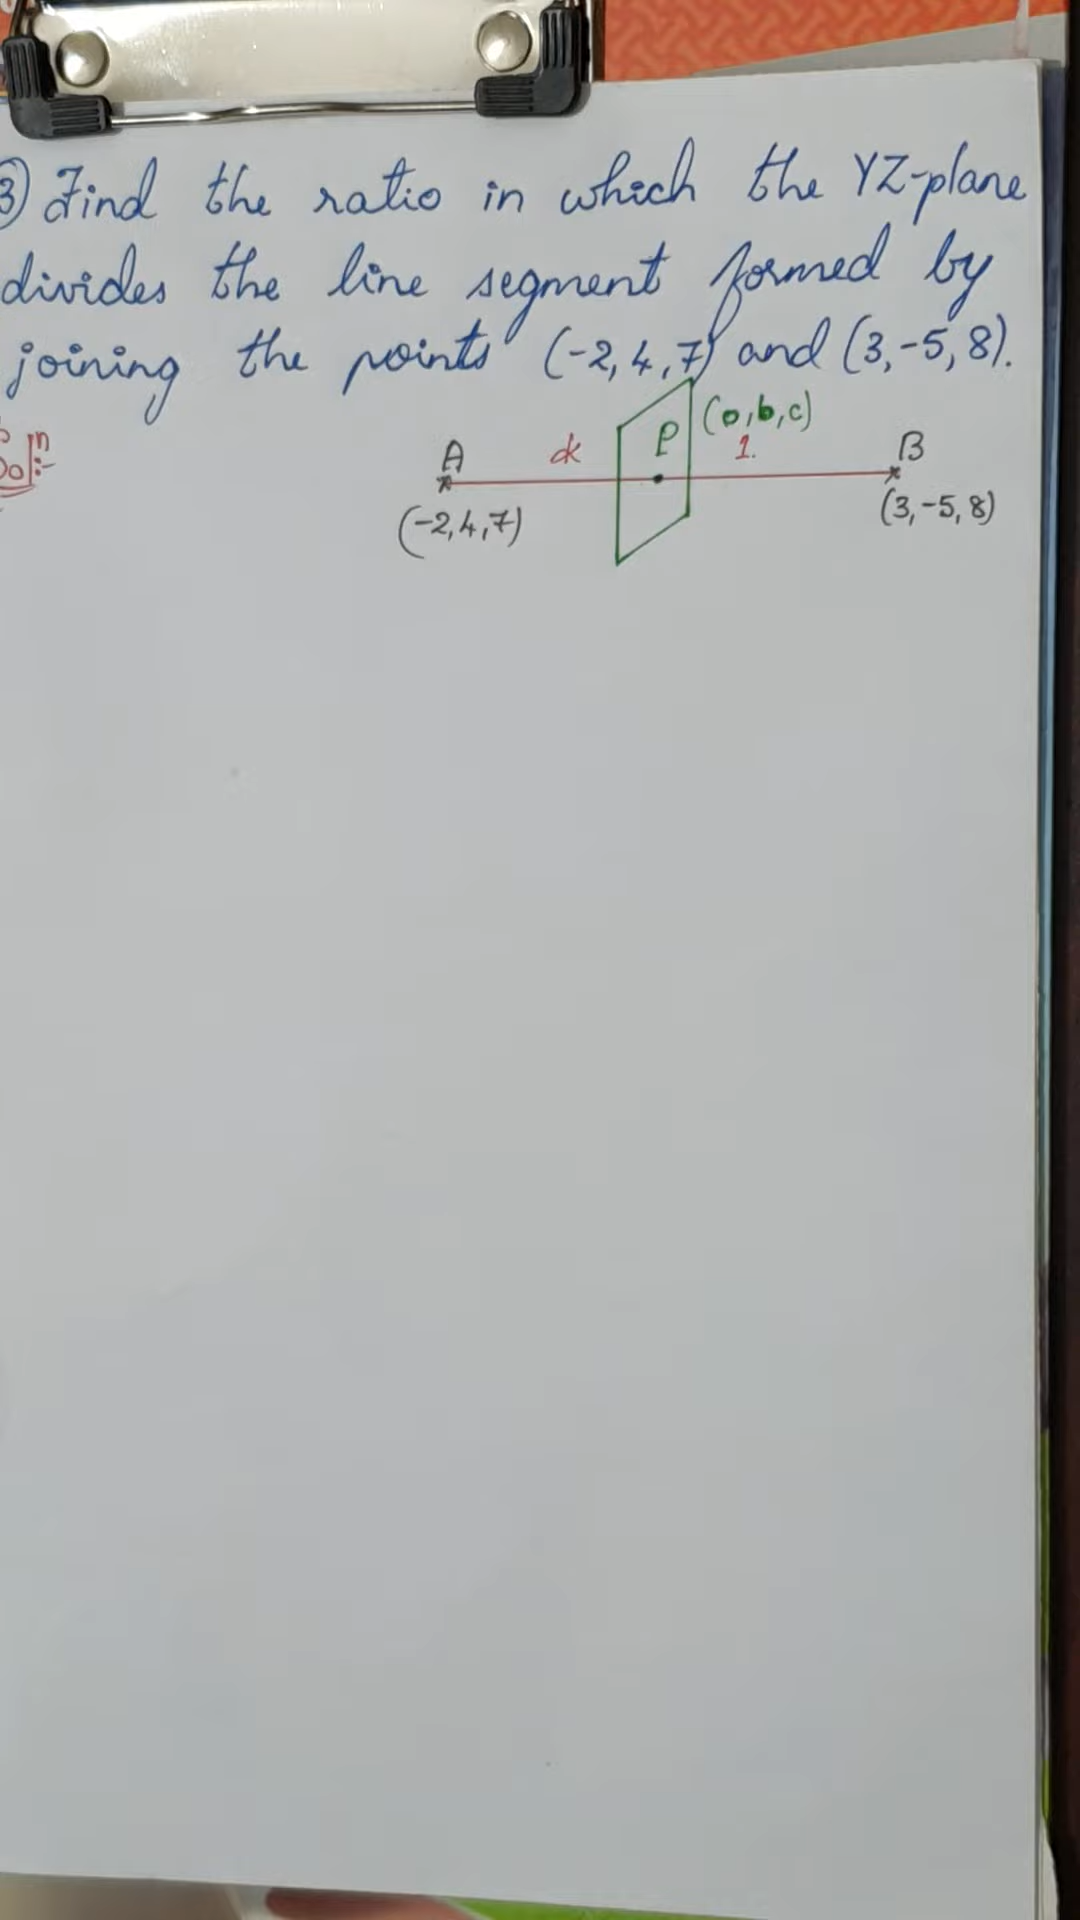 3) Find the ratio in which the YZ-plane
divides the line segment formed by
joining the points (-2,4,7) and (3,-5,8).
Solⁿ:-
A k P (0,b,c) 1. B
(-2,4,7) (3,-5,8)